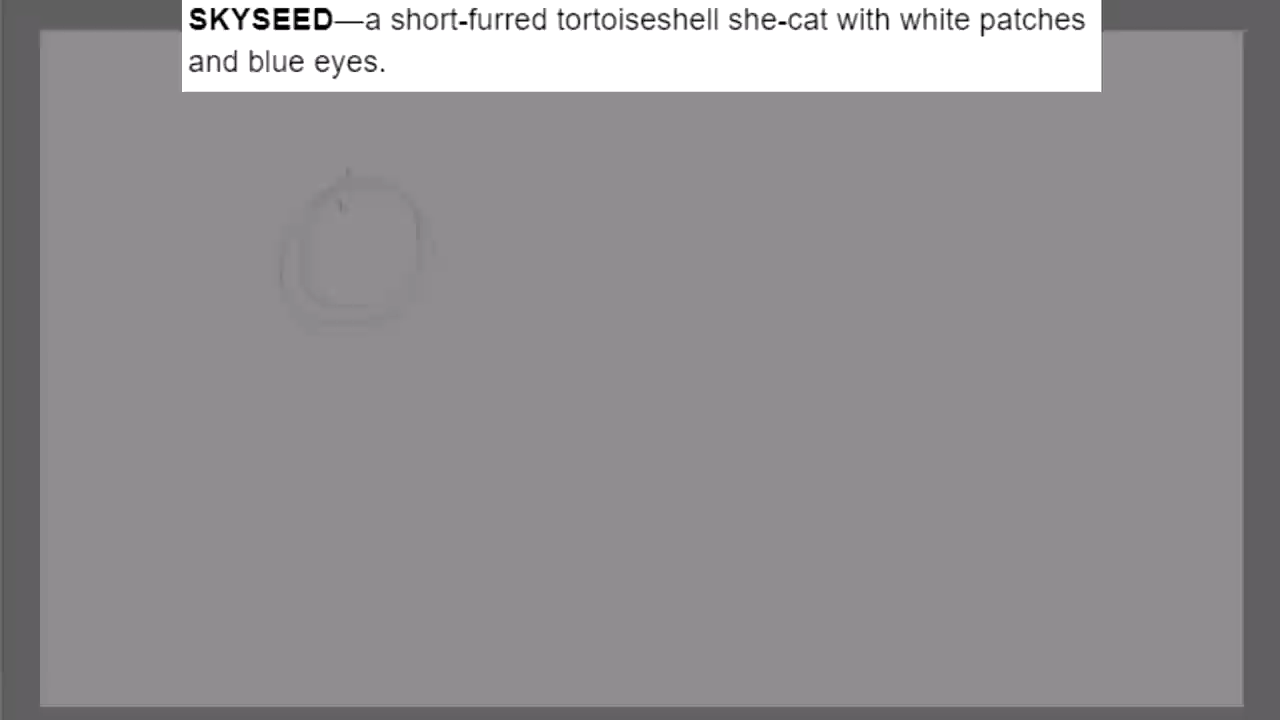 SKYSEED—a short-furred tortoiseshell she-cat with white patches
and blue eyes.